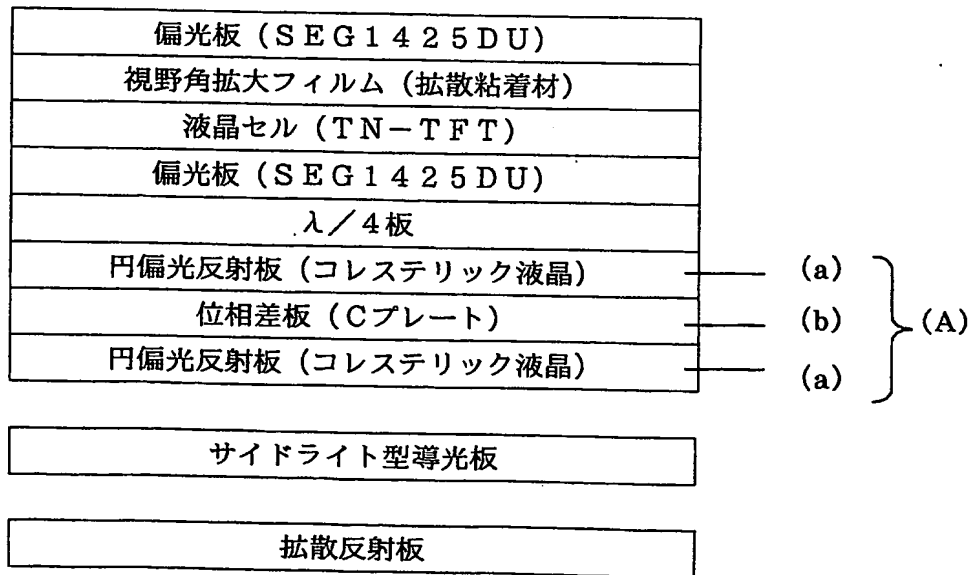 偏光板（SEG1425DU）
視野角拡大フィルム（拡散粘着材）
液晶セル（TN－TFT）
偏光板（SEG1425DU）
λ／4板
円偏光反射板（コレステリック液晶） (a)
位相差板（Cプレート） (b) (A)
円偏光反射板（コレステリック液晶） (a)
サイドライト型導光板
拡散反射板